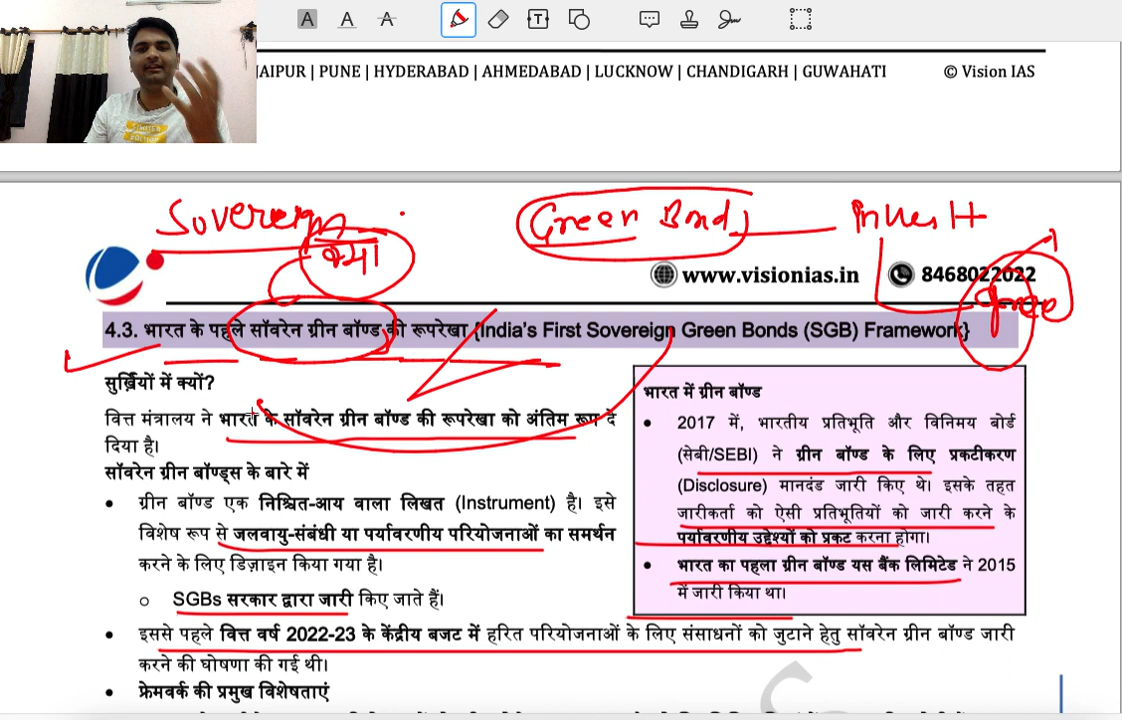 A A A T
JAIPUR | PUNE | HYDERABAD | AHMEDABAD | LUCKNOW | CHANDIGARH | GUWAHATI © Vision IAS
LIMITED
EDITION
Sovereign
क्या
Green Bond
Invest
gree
www.visionias.in
8468022022
4.3. भारत के पहले सॉवरेन ग्रीन बॉण्ड की रूपरेखा {India's First Sovereign Green Bonds (SGB) Framework}
सुर्ख़ियों में क्यों?
वित्त मंत्रालय ने भारत के सॉवरेन ग्रीन बॉण्ड की रूपरेखा को अंतिम रूप दे
दिया है।
सॉवरेन ग्रीन बॉण्ड्स के बारे में
• ग्रीन बॉण्ड एक निश्चित-आय वाला लिखत (Instrument) है। इसे
विशेष रूप से जलवायु-संबंधी या पर्यावरणीय परियोजनाओं का समर्थन
करने के लिए डिज़ाइन किया गया है।
o SGBs सरकार द्वारा जारी किए जाते हैं।
भारत में ग्रीन बॉण्ड
• 2017 में, भारतीय प्रतिभूति और विनिमय बोर्ड
(सेबी/SEBI) ने ग्रीन बॉण्ड के लिए प्रकटीकरण
(Disclosure) मानदंड जारी किए थे। इसके तहत
जारीकर्ता को ऐसी प्रतिभूतियों को जारी करने के
पर्यावरणीय उद्देश्यों को प्रकट करना होगा।
• भारत का पहला ग्रीन बॉण्ड यस बैंक लिमिटेड ने 2015
में जारी किया था।
• इससे पहले वित्त वर्ष 2022-23 के केंद्रीय बजट में हरित परियोजनाओं के लिए संसाधनों को जुटाने हेतु सॉवरेन ग्रीन बॉण्ड जारी
करने की घोषणा की गई थी।
• फ्रेमवर्क की प्रमुख विशेषताएं